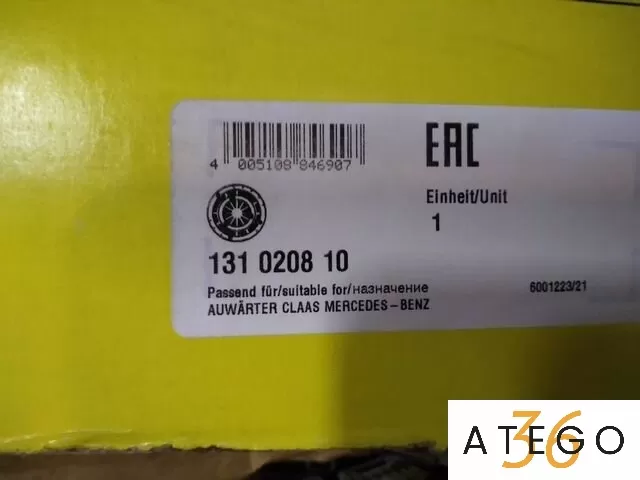 4 005108 846907
EAC
Einheit/Unit
1
131 0208 10
Passend für/suitable for/назначение
6001223/21
AUWÄRTER CLAAS MERCEDES-BENZ
36
ATEGO